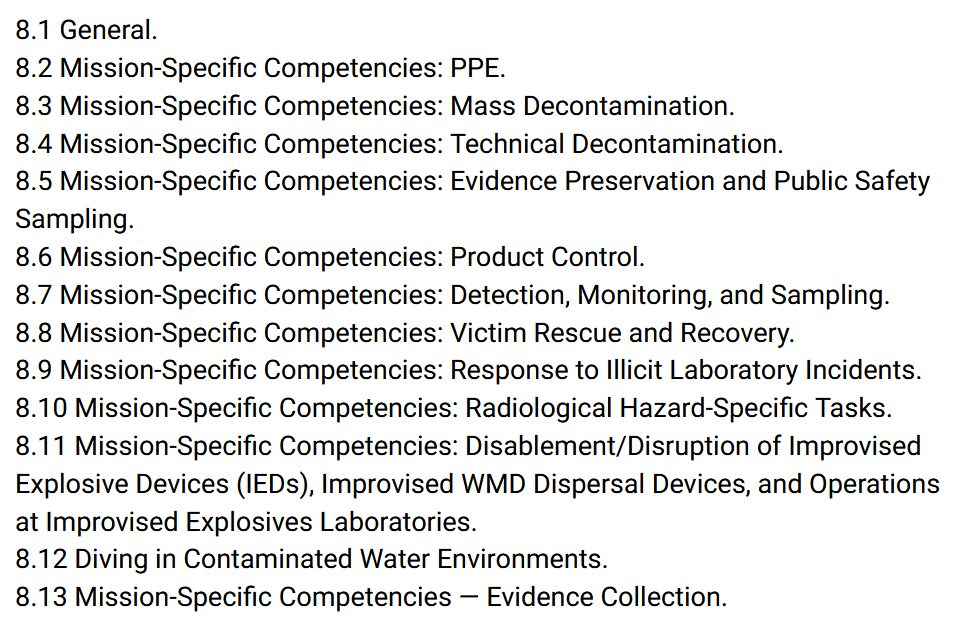 8.1 General.
8.2 Mission-Specific Competencies: PPE.
8.3 Mission-Specific Competencies: Mass Decontamination.
8.4 Mission-Specific Competencies: Technical Decontamination.
8.5 Mission-Specific Competencies: Evidence Preservation and Public Safety
Sampling.
8.6 Mission-Specific Competencies: Product Control.
8.7 Mission-Specific Competencies: Detection, Monitoring, and Sampling.
8.8 Mission-Specific Competencies: Victim Rescue and Recovery.
8.9 Mission-Specific Competencies: Response to Illicit Laboratory Incidents.
8.10 Mission-Specific Competencies: Radiological Hazard-Specific Tasks.
8.11 Mission-Specific Competencies: Disablement/Disruption of Improvised
Explosive Devices (IEDs), Improvised WMD Dispersal Devices, and Operations
at Improvised Explosives Laboratories.
8.12 Diving in Contaminated Water Environments.
8.13 Mission-Specific Competencies — Evidence Collection.